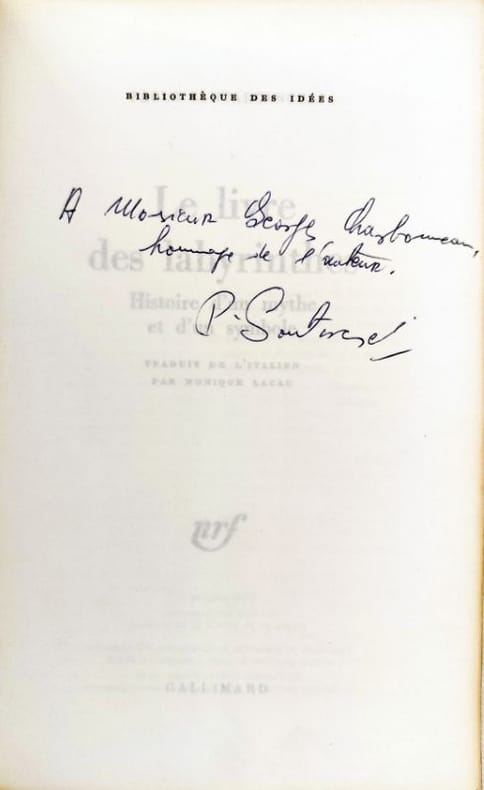 BIBLIOTHÈQUE DES IDÉES
A Monsieur Georges Charbonneau,
hommage de l'auteur.
P. Santarcangeli
Le livre
des labyrinthes
Histoire d'un mythe
et d'un symbole
TRADUIT DE L'ITALIEN
PAR MONIQUE LACAU
nrf
GALLIMARD